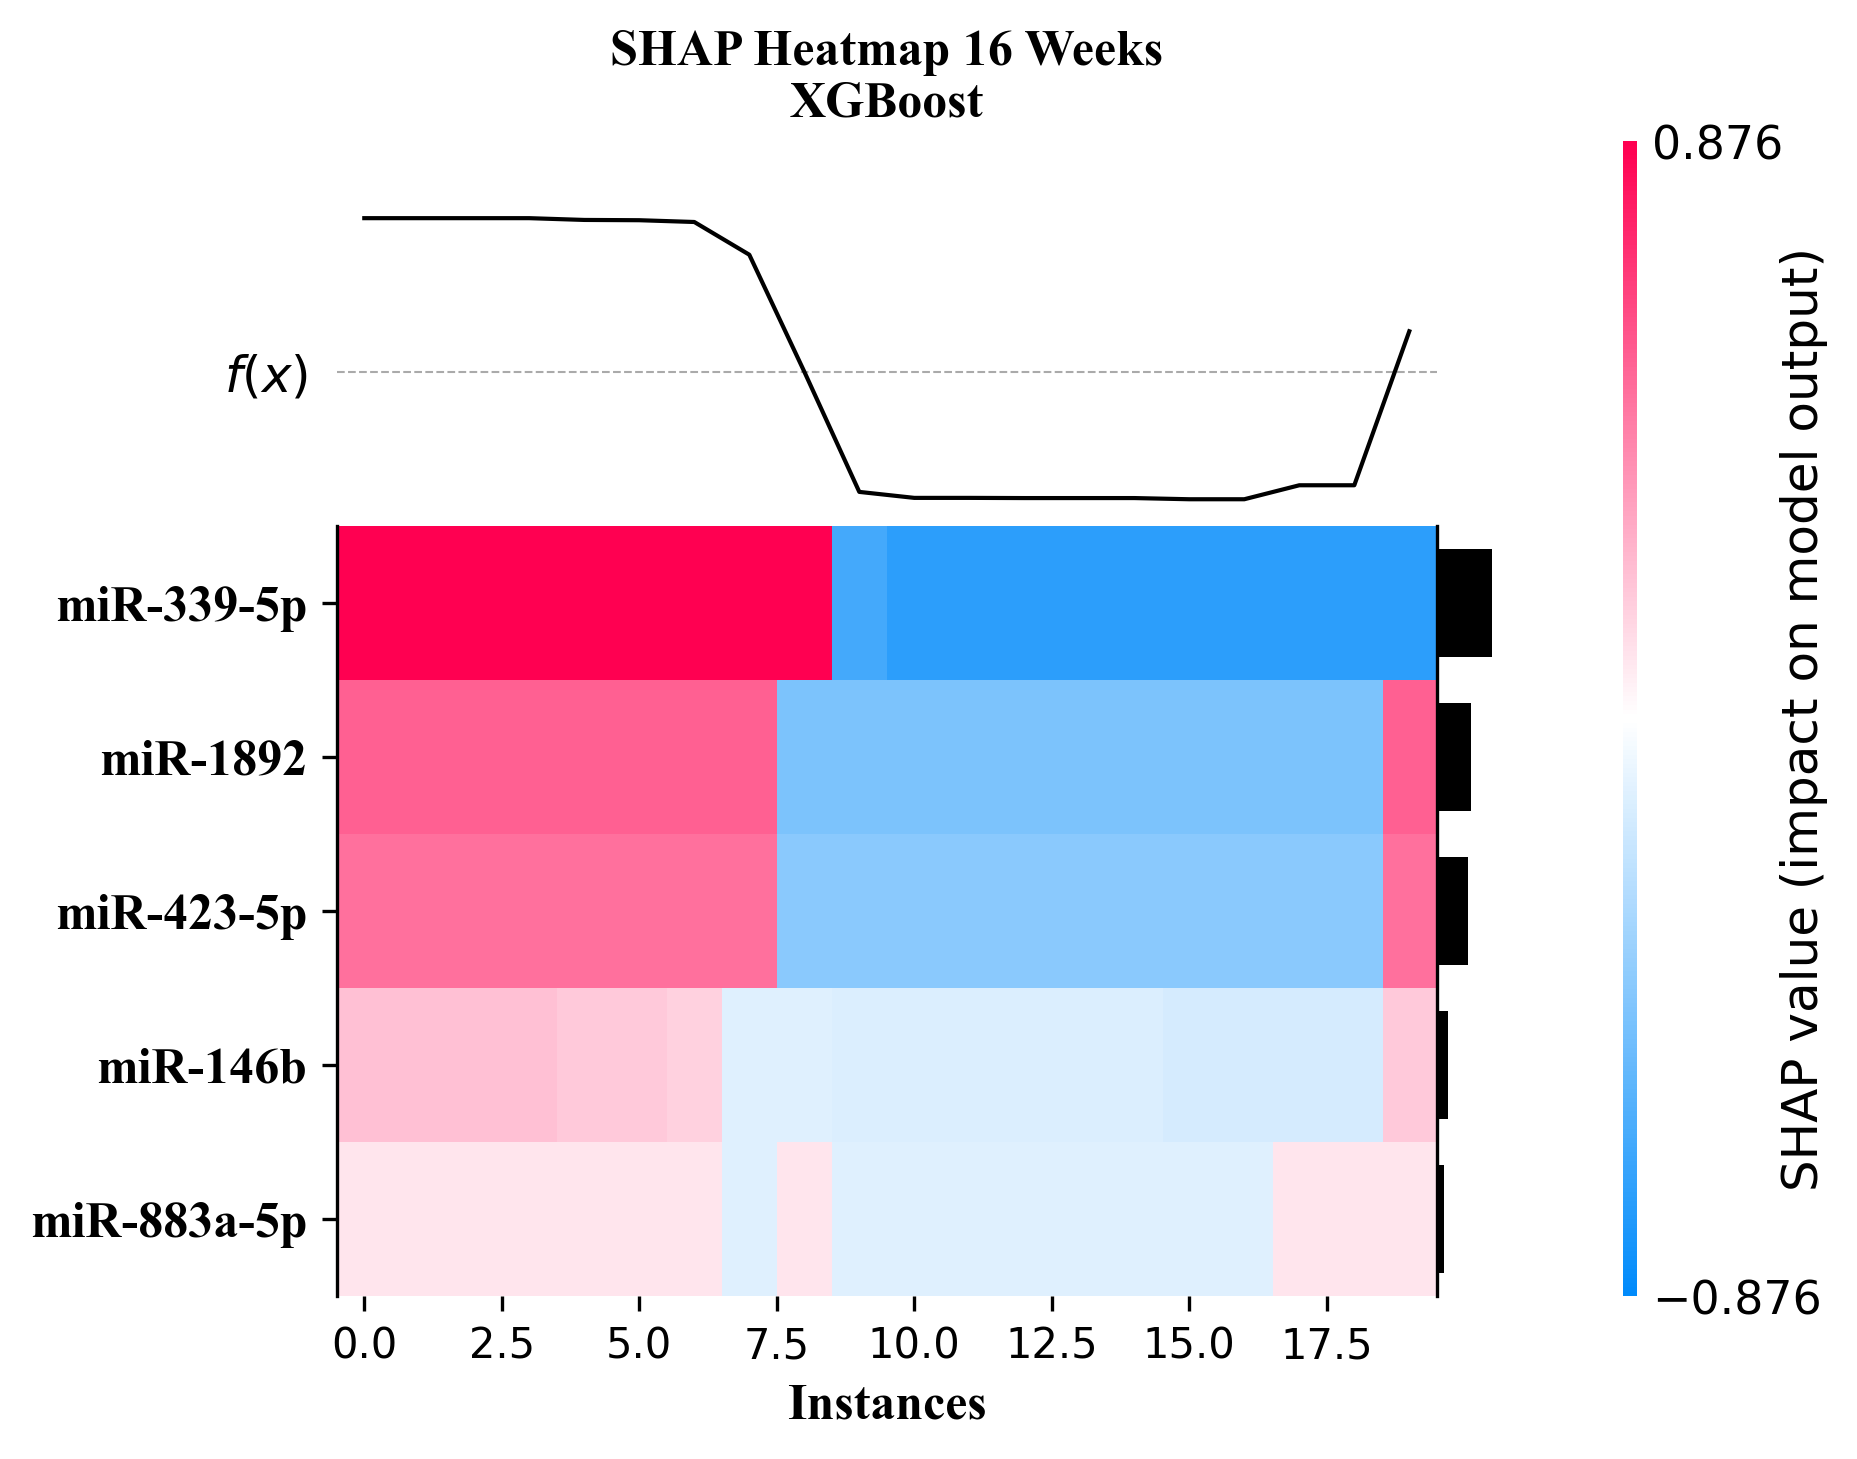 SHAP Heatmap 16 Weeks
XGBoost
0.876
f(x)
miR-339-5p
miR-1892
miR-423-5p
miR-146b
miR-883a-5p
SHAP value (impact on model output)
−0.876
0.0 2.5 5.0 7.5 10.0 12.5 15.0 17.5
Instances